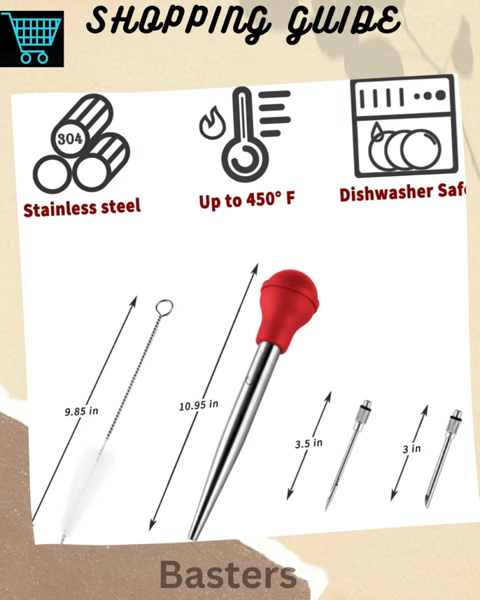 SHOPPING GUIDE
304
Stainless steel
Up to 450° F
Dishwasher Safe
9.85 in
10.95 in
3.5 in
3 in
Basters